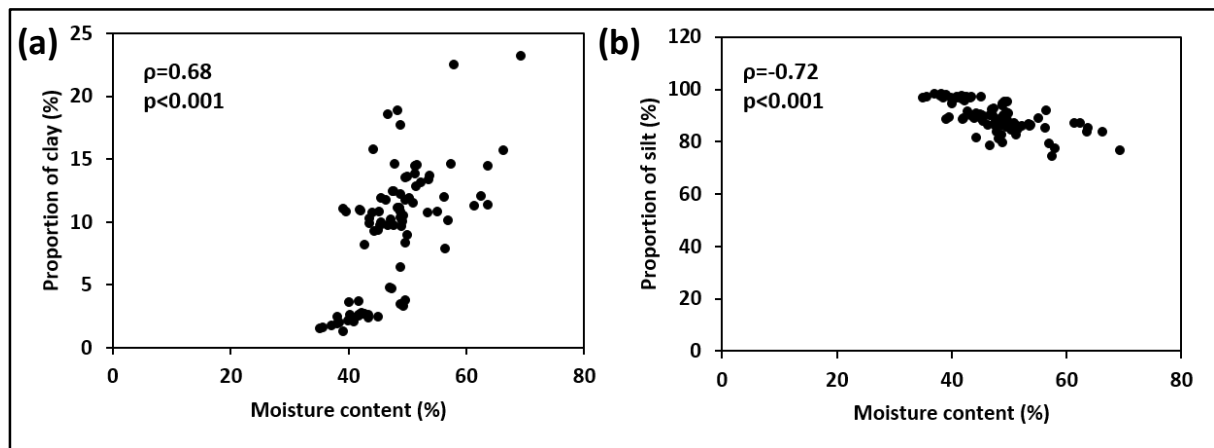 (a)
ρ=0.68
p<0.001
Proportion of clay (%)
25
20
15
10
5
0
0 20 40 60 80
Moisture content (%)
(b)
ρ=-0.72
p<0.001
Proportion of silt (%)
120
100
80
60
40
20
0
0 20 40 60 80
Moisture content (%)